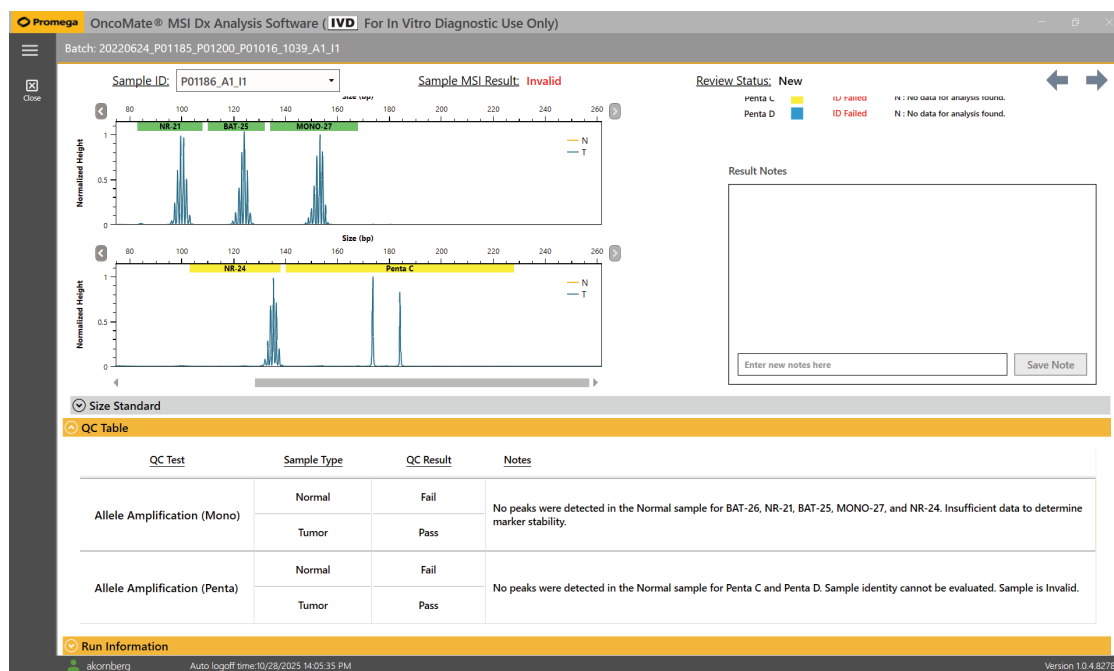 Promega OncoMate® MSI Dx Analysis Software ( IVD For In Vitro Diagnostic Use Only)
Batch: 20220624_P01185_P01200_P01016_1039_A1_I1
Close
Sample ID: P01186_A1_I1 Sample MSI Result: Invalid Review Status: New
Size (bp)
80 100 120 140 160 180 200 220 240 260
NR-21 BAT-25 MONO-27
Normalized Height
1
0.5
0
N
T
Penta C ID Failed N : No data for analysis found.
Penta D ID Failed N : No data for analysis found.
Result Notes
Enter new notes here Save Note
Size (bp)
80 100 120 140 160 180 200 220 240 260
NR-24 Penta C
Normalized Height
1
0.5
0
N
T
Size Standard
QC Table
QC Test Sample Type QC Result Notes
Allele Amplification (Mono)
Normal Fail
Tumor Pass
No peaks were detected in the Normal sample for BAT-26, NR-21, BAT-25, MONO-27, and NR-24. Insufficient data to determine
marker stability.
Allele Amplification (Penta)
Normal Fail
Tumor Pass
No peaks were detected in the Normal sample for Penta C and Penta D. Sample identity cannot be evaluated. Sample is Invalid.
Run Information
akornberg Auto logoff time:10/28/2025 14:05:35 PM Version 1.0.4.8278